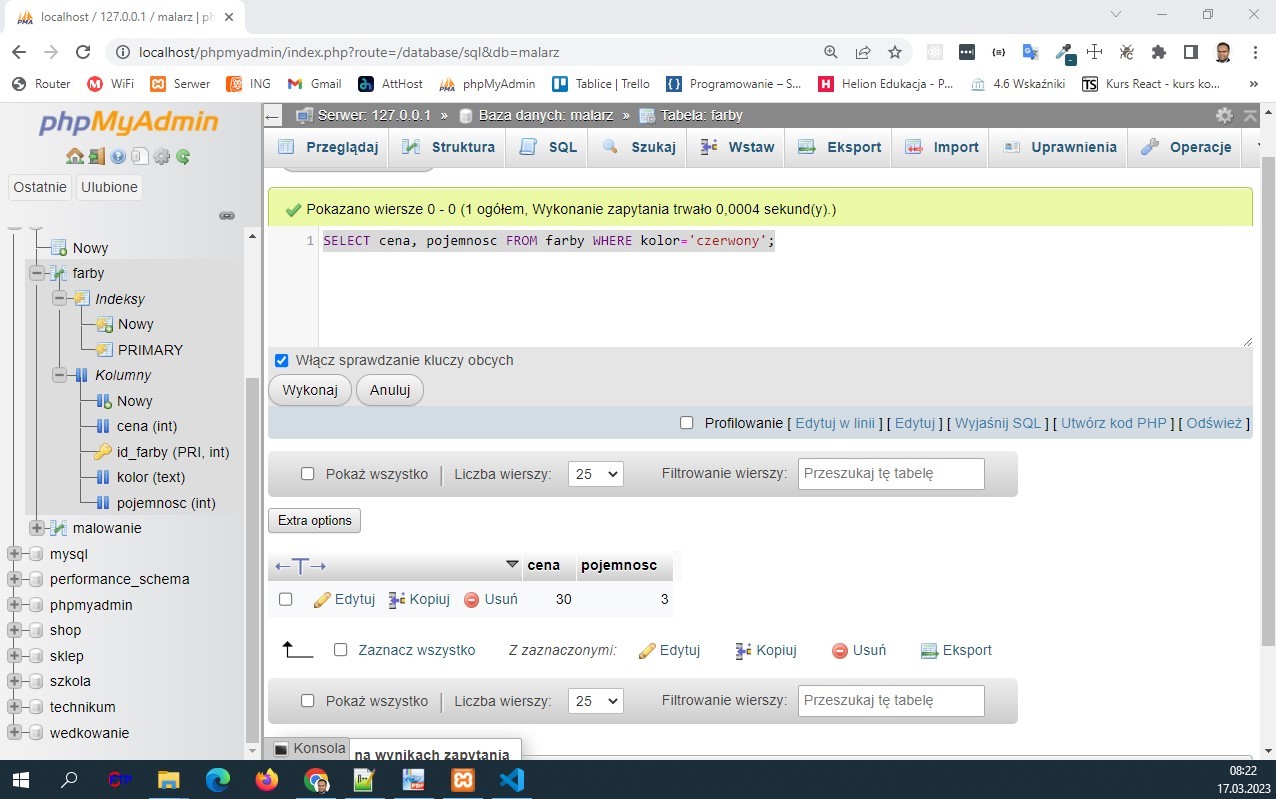 localhost / 127.0.0.1 / malarz | ph
localhost/phpmyadmin/index.php?route=/database/sql&db=malarz
Router WiFi Serwer ING Gmail AttHost phpMyAdmin Tablice | Trello Programowanie – S... Helion Edukacja - P... 4.6 Wskaźniki Kurs React - kurs ko... »
phpMyAdmin
Ostatnie Ulubione
Nowy
farby
Indeksy
Nowy
PRIMARY
Kolumny
Nowy
cena (int)
id_farby (PRI, int)
kolor (text)
pojemnosc (int)
malowanie
mysql
performance_schema
phpmyadmin
shop
sklep
szkola
technikum
wedkowanie
Serwer: 127.0.0.1 » Baza danych: malarz » Tabela: farby
Przeglądaj Struktura SQL Szukaj Wstaw Eksport Import Uprawnienia Operacje
Pokazano wiersze 0 - 0 (1 ogółem, Wykonanie zapytania trwało 0,0004 sekund(y).)
1 SELECT cena, pojemnosc FROM farby WHERE kolor='czerwony';
Włącz sprawdzanie kluczy obcych
Wykonaj Anuluj
Profilowanie [ Edytuj w linii ] [ Edytuj ] [ Wyjaśnij SQL ] [ Utwórz kod PHP ] [ Odśwież ]
Pokaż wszystko | Liczba wierszy: 25 Filtrowanie wierszy: Przeszukaj tę tabelę
Extra options
←T→ cena pojemnosc
Edytuj Kopiuj Usuń 30 3
Zaznacz wszystko Z zaznaczonymi: Edytuj Kopiuj Usuń Eksport
Pokaż wszystko | Liczba wierszy: 25 Filtrowanie wierszy: Przeszukaj tę tabelę
Konsola na wynikach zapytania
08:22
17.03.2023